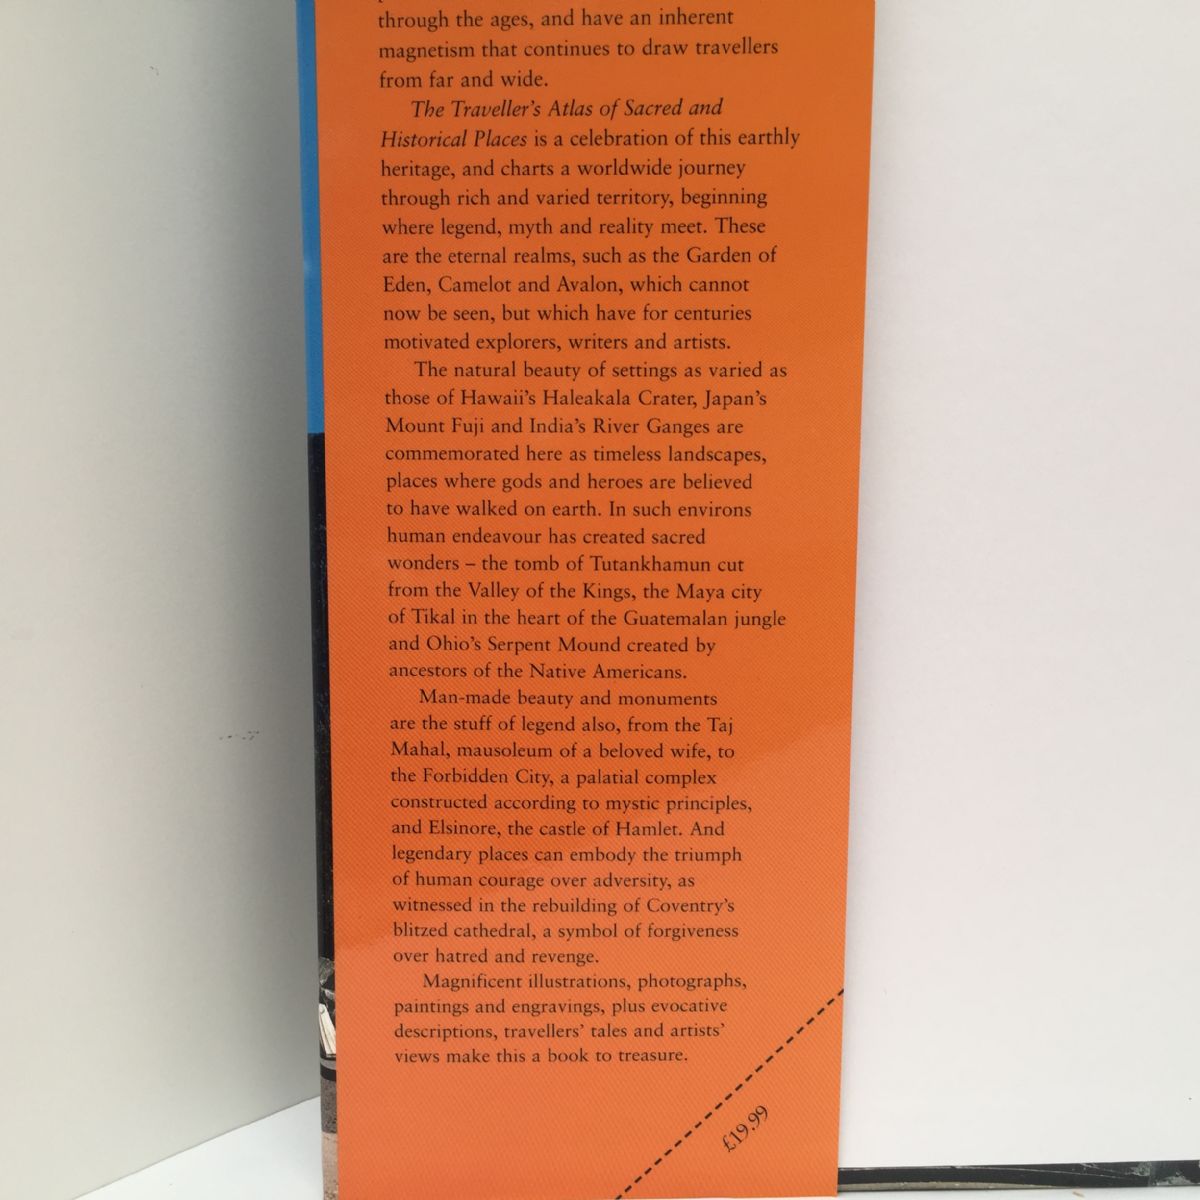 through the ages, and have an inherent
magnetism that continues to draw travellers
from far and wide.
The Traveller's Atlas of Sacred and
Historical Places is a celebration of this earthly
heritage, and charts a worldwide journey
through rich and varied territory, beginning
where legend, myth and reality meet. These
are the eternal realms, such as the Garden of
Eden, Camelot and Avalon, which cannot
now be seen, but which have for centuries
motivated explorers, writers and artists.
The natural beauty of settings as varied as
those of Hawaii's Haleakala Crater, Japan's
Mount Fuji and India's River Ganges are
commemorated here as timeless landscapes,
places where gods and heroes are believed
to have walked on earth. In such environs
human endeavour has created sacred
wonders – the tomb of Tutankhamun cut
from the Valley of the Kings, the Maya city
of Tikal in the heart of the Guatemalan jungle
and Ohio's Serpent Mound created by
ancestors of the Native Americans.
Man-made beauty and monuments
are the stuff of legend also, from the Taj
Mahal, mausoleum of a beloved wife, to
the Forbidden City, a palatial complex
constructed according to mystic principles,
and Elsinore, the castle of Hamlet. And
legendary places can embody the triumph
of human courage over adversity, as
witnessed in the rebuilding of Coventry's
blitzed cathedral, a symbol of forgiveness
over hatred and revenge.
Magnificent illustrations, photographs,
paintings and engravings, plus evocative
descriptions, travellers' tales and artists'
views make this a book to treasure.
£19.99